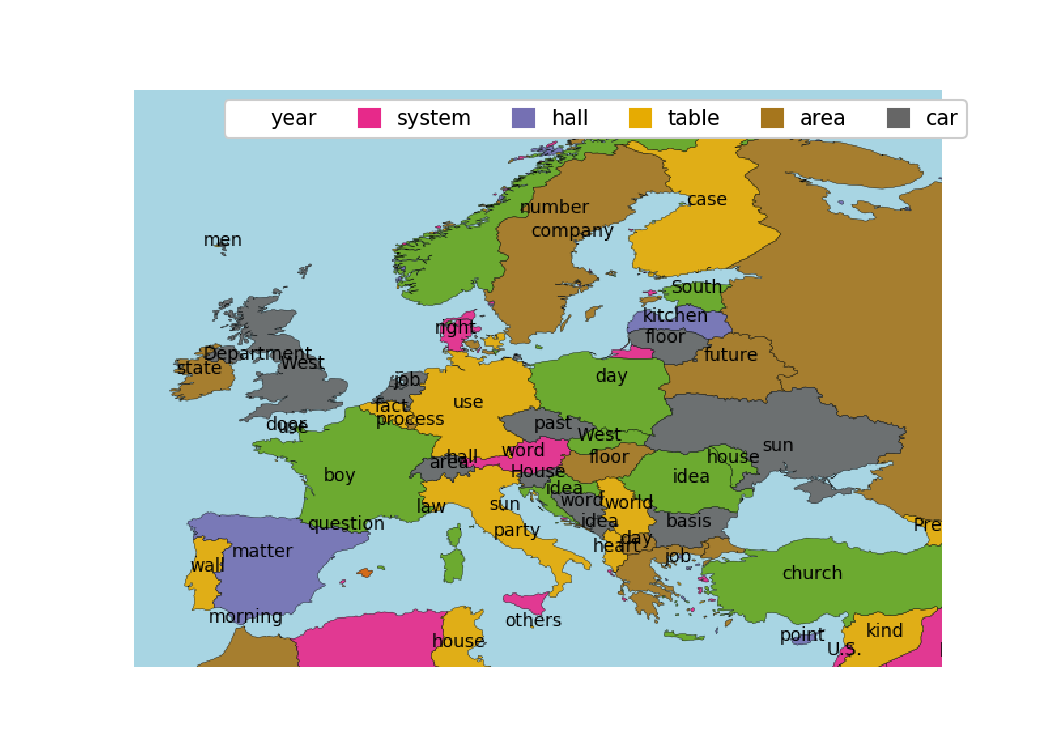 year system hall table area car
number
case
men
company
South
kitchen
right
floor
Department
future
West
state
day
job
use
fact
process
past
door
use
West
word
hall
house
sun
area
floor
House
boy
idea
idea
word
world
law
sun
idea
basis
question
party
Pre
day
heart
matter
job
wall
church
morning
others
kind
point
house
U.S.